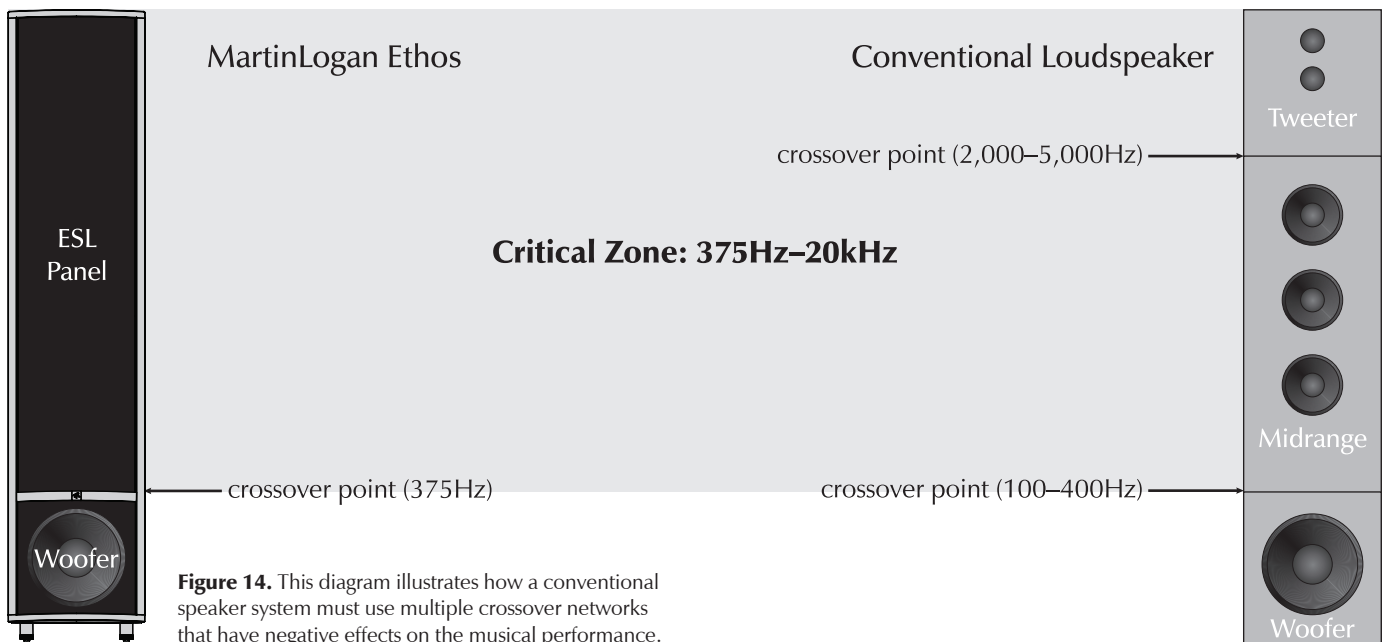 MartinLogan Ethos
Conventional Loudspeaker
Tweeter
crossover point (2,000–5,000Hz)
ESL
Panel
Critical Zone: 375Hz–20kHz
Midrange
crossover point (375Hz)
crossover point (100–400Hz)
Woofer
Figure 14. This diagram illustrates how a conventional
speaker system must use multiple crossover networks
that have negative effects on the musical performance.
Woofer